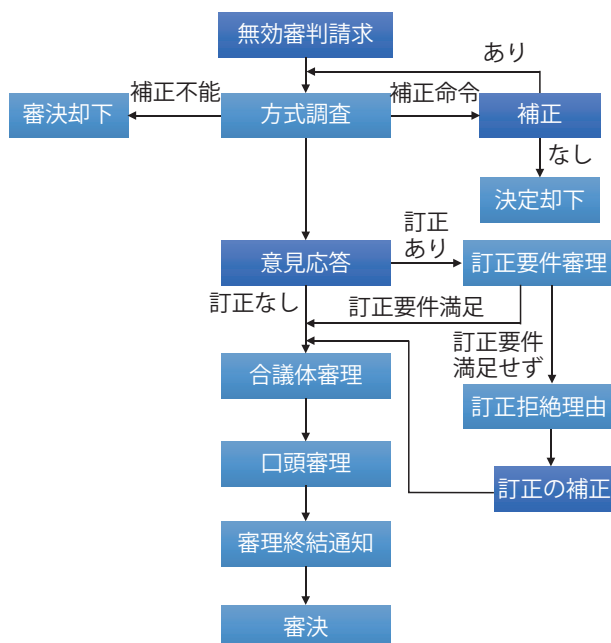 無効審判請求
あり
補正不能
補正命令
審決却下
方式調査
補正
なし
決定却下
訂正
あり
意見応答
訂正要件審理
訂正なし
訂正要件満足
訂正要件
満足せず
合議体審理
訂正拒絶理由
口頭審理
訂正の補正
審理終結通知
審決